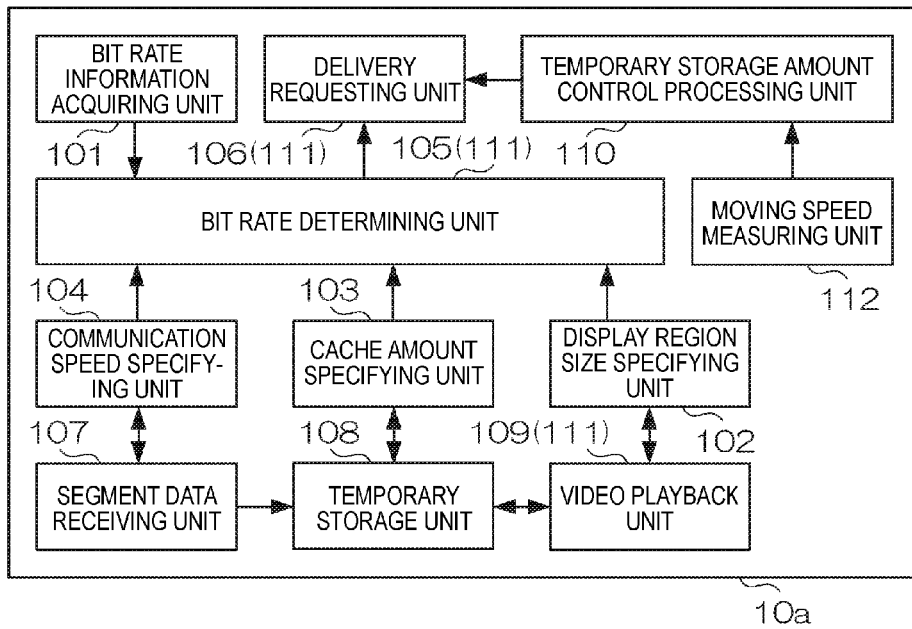 BIT RATE
INFORMATION
ACQUIRING UNIT
DELIVERY
REQUESTING UNIT
TEMPORARY STORAGE AMOUNT
CONTROL PROCESSING UNIT
101
106(111)
105(111)
110
BIT RATE DETERMINING UNIT
MOVING SPEED
MEASURING UNIT
104
103
112
COMMUNICATION
SPEED SPECIFY-
ING UNIT
CACHE AMOUNT
SPECIFYING UNIT
DISPLAY REGION
SIZE SPECIFYING
UNIT
107
108
109(111)
102
SEGMENT DATA
RECEIVING UNIT
TEMPORARY
STORAGE UNIT
VIDEO PLAYBACK
UNIT
10a